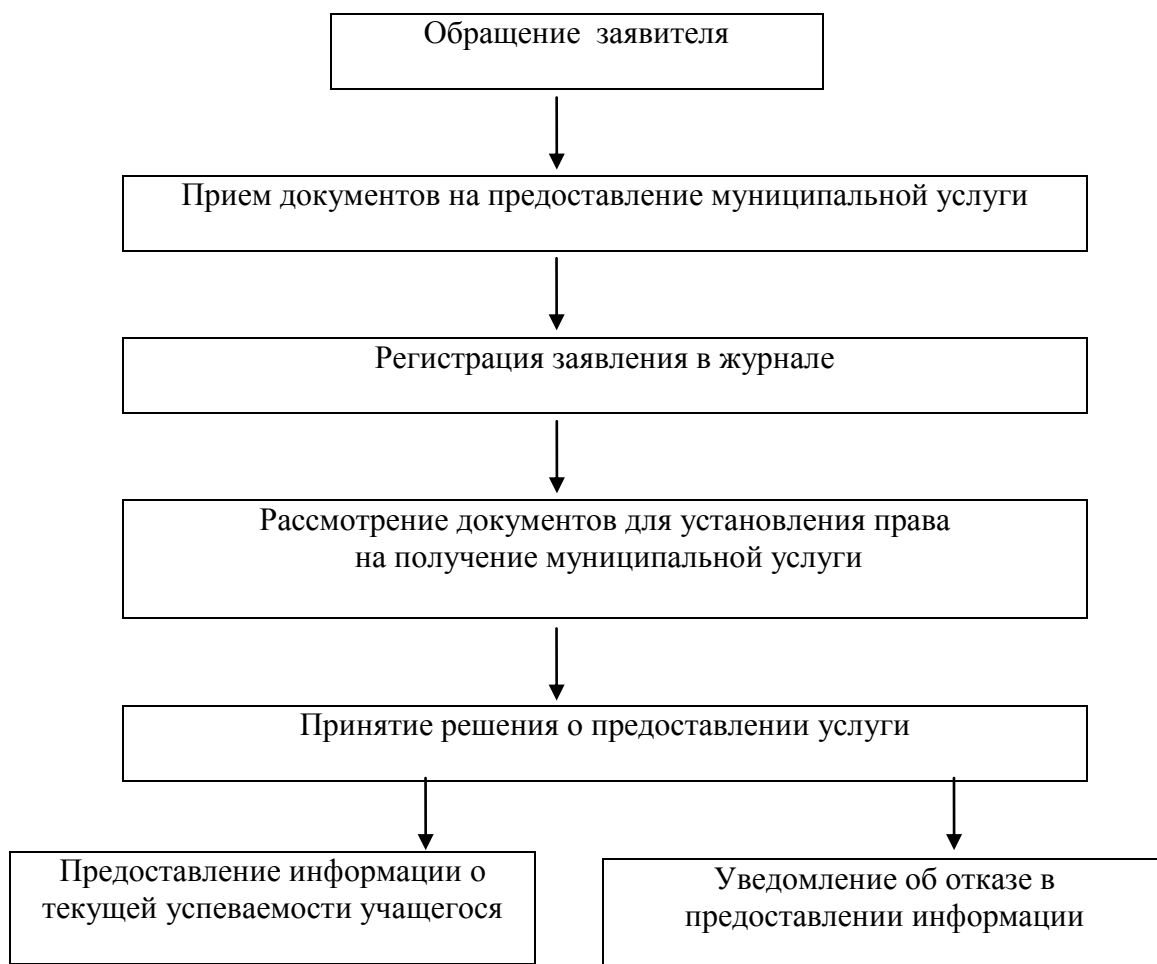 Обращение заявителя
Прием документов на предоставление муниципальной услуги
Регистрация заявления в журнале
Рассмотрение документов для установления права
на получение муниципальной услуги
Принятие решения о предоставлении услуги
Предоставление информации о
текущей успеваемости учащегося
Уведомление об отказе в
предоставлении информации